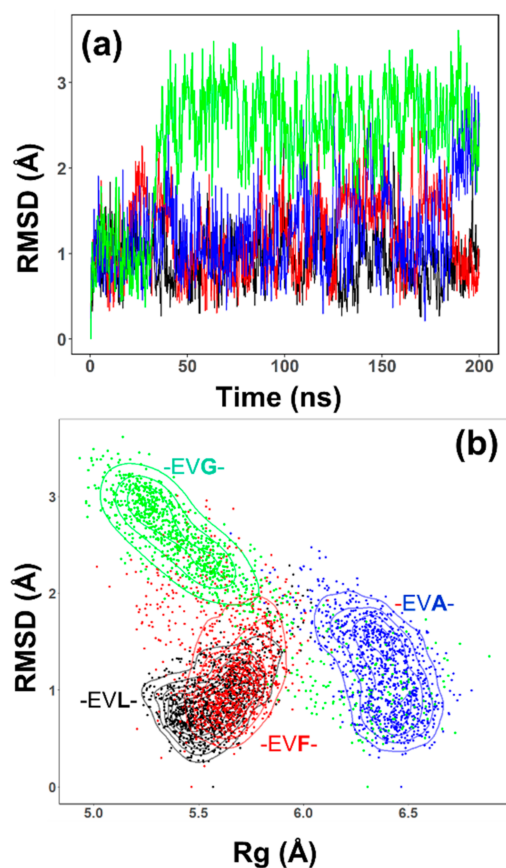 (a)
RMSD (Å)
3
2
1
0
0 50 100 150 200
Time (ns)
(b)
RMSD (Å)
3
2
1
0
-EVG-
-EVA-
-EVL-
-EVF-
5.0 5.5 6.0 6.5
Rg (Å)